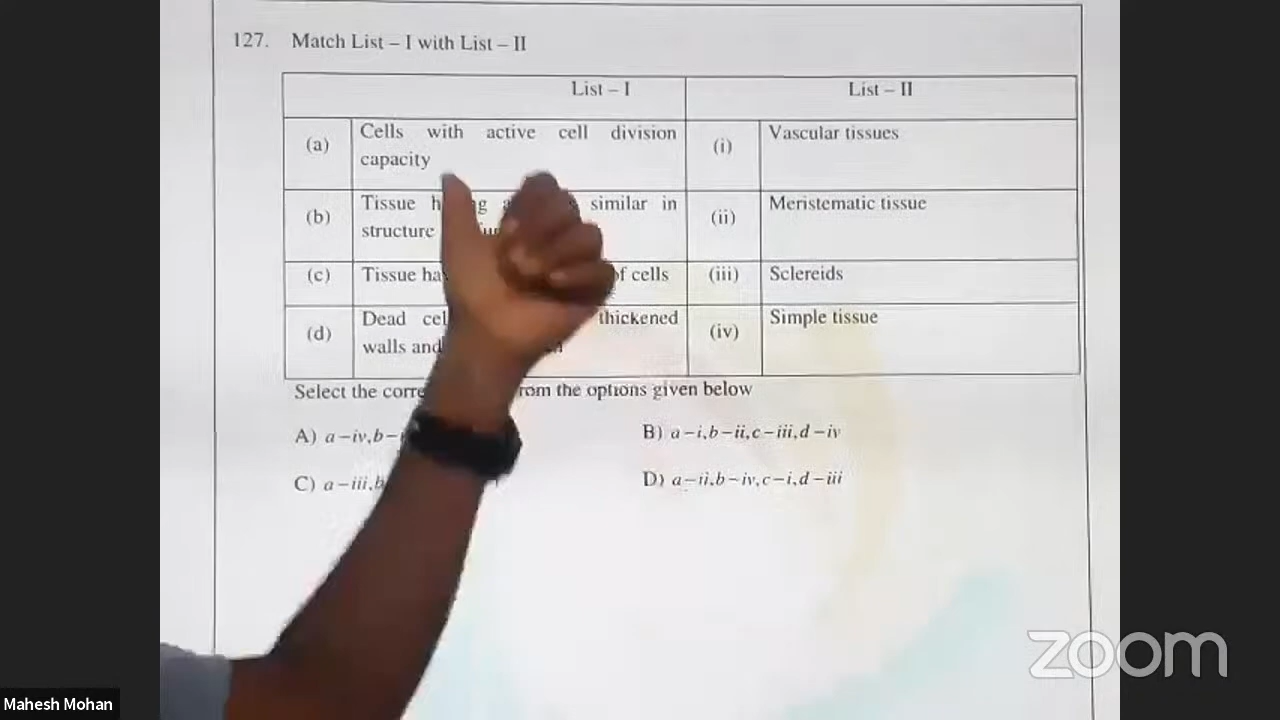 127. Match List – I with List – II
List – I List – II
(a) Cells with active cell division (i) Vascular tissues
capacity
(b) Tissue similar in (ii) Meristematic tissue
structure
(c) Tissue of cells (iii) Sclereids
(d) Dead thickened (iv) Simple tissue
walls and
Select the from the options given below
A) a–iv, B) a–i,b–ii,c–iii,d–iv
C) a–iii, D) a–ii,b–iv,c–i,d–iii
zoom
Mahesh Mohan